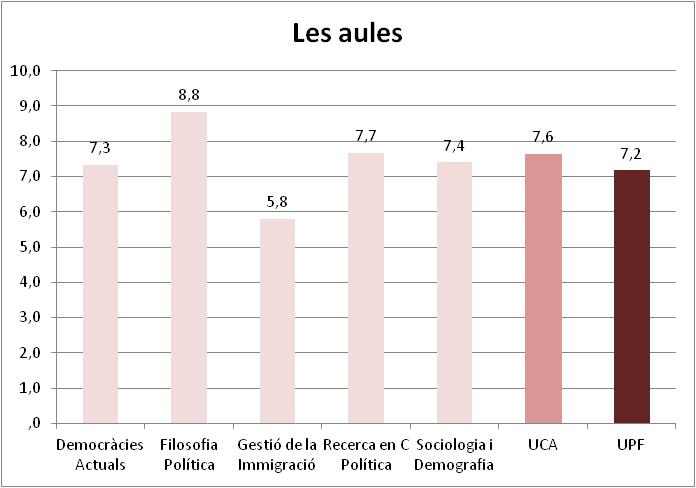 Les aules
10,0
9,0
8,0
7,0
6,0
5,0
4,0
3,0
2,0
1,0
,0
7,3
8,8
5,8
7,7
7,4
7,6
7,2
Democràcies
Actuals
Filosofia
Política
Gestió de la
Immigració
Recerca en C
Política
Sociologia i
Demografia
UCA
UPF